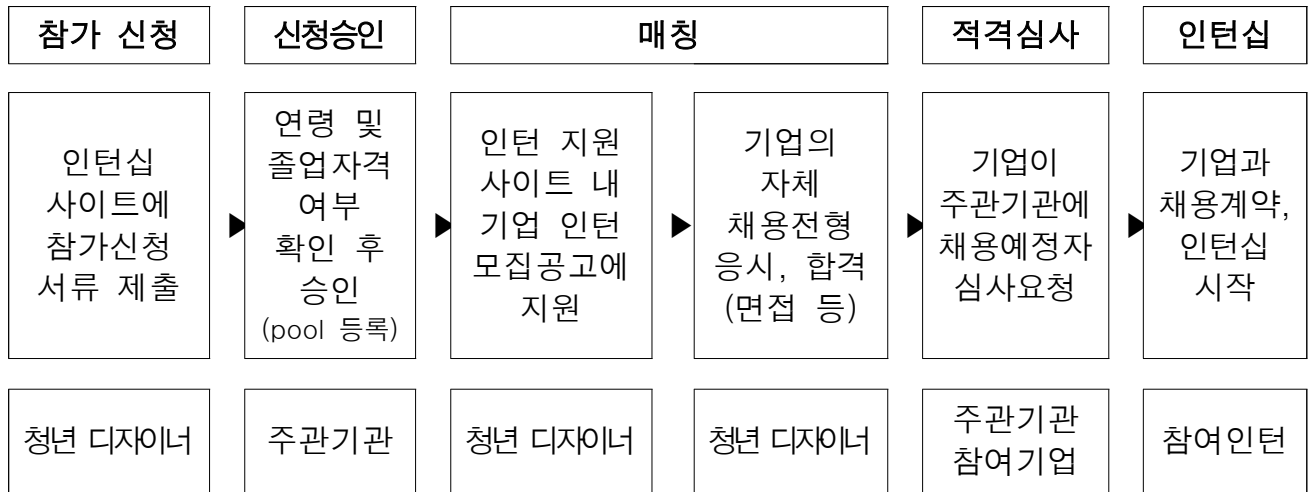 참가 신청
신청승인
매칭
적격심사
인턴십
인턴십
사이트에
참가신청
서류 제출
▶
연령 및
졸업자격
여부
확인 후
승인
(pool 등록)
▶
인턴 지원
사이트 내
기업 인턴
모집공고에
지원
▶
기업의
자체
채용전형
응시, 합격
(면접 등)
▶
기업이
주관기관에
채용예정자
심사요청
▶
기업과
채용계약,
인턴십
시작
청년 디자이너
주관기관
청년 디자이너
청년 디자이너
주관기관
참여기업
참여인턴